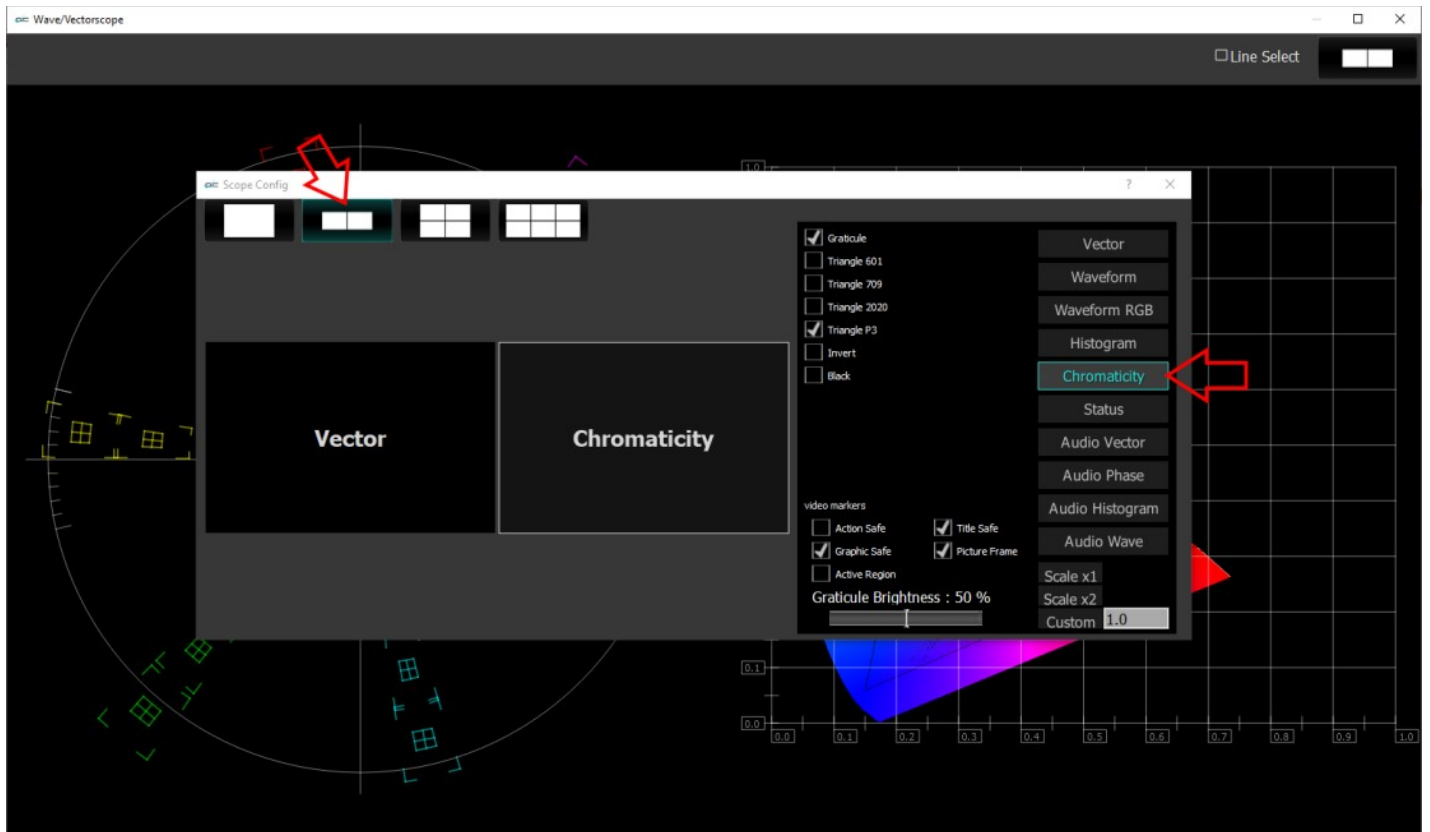 Wave/Vectorscope
Line Select
Scope Config
?
Graticule
Triangle 601
Triangle 709
Triangle 2020
Triangle P3
Invert
Black
Vector
Waveform
Waveform RGB
Histogram
Chromaticity
Status
Audio Vector
Audio Phase
Audio Histogram
Audio Wave
Vector
Chromaticity
video markers
Action Safe
Title Safe
Graphic Safe
Picture Frame
Active Region
Graticule Brightness : 50 %
Scale x1
Scale x2
Custom 1.0
1.0
0.1
0.0
0.0 0.1 0.2 0.3 0.4 0.5 0.6 0.7 0.8 0.9 1.0